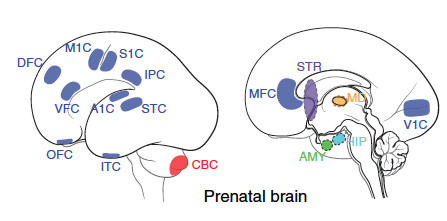 DFC
M1C
S1C
IPC
VFC
A1C
STC
OFC
ITC
CBC
STR
MFC
MD
V1C
HIP
AMY
Prenatal brain